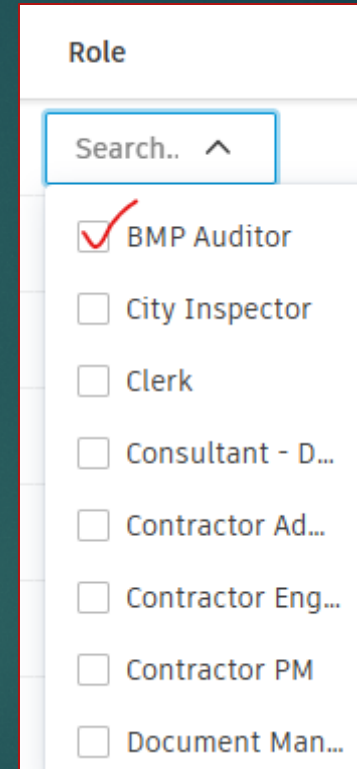 Role
Search..
BMP Auditor
City Inspector
Clerk
Consultant - D...
Contractor Ad...
Contractor Eng...
Contractor PM
Document Man...